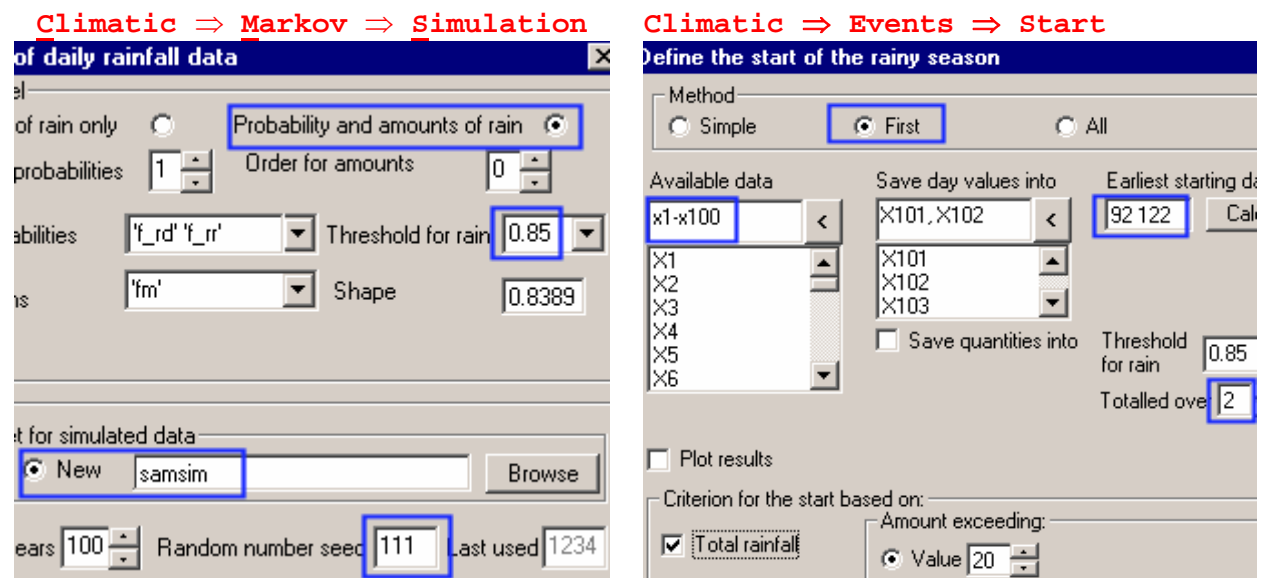 Climatic ⇒ Markov ⇒ Simulation
of daily rainfall data
el
of rain only
Probability and amounts of rain
probabilities
1
Order for amounts
0
abilities
'f_rd' 'f_rr'
Threshold for rain
0.85
ns
'fm'
Shape
0.8389
et for simulated data
New
samsim
Browse
ears
100
Random number seed
111
Last used
1234
Climatic ⇒ Events ⇒ Start
Define the start of the rainy season
Method
Simple
First
All
Available data
Save day values into
Earliest starting da
x1-x100
<
X101, X102
<
92 122
Cal
X1
X2
X3
X4
X5
X6
X101
X102
X103
Save quantities into
Threshold
for rain
0.85
Totalled ove
2
Plot results
Criterion for the start based on:
Amount exceeding:
Total rainfall
Value
20